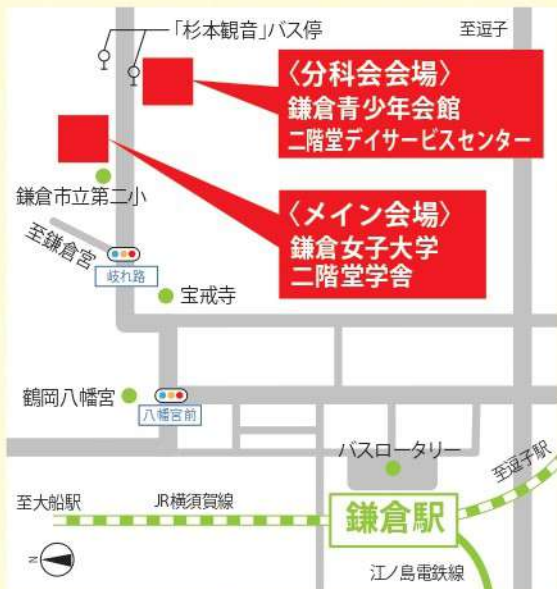 「杉本観音」バス停
至逗子
〈分科会会場〉
鎌倉青少年会館
二階堂デイサービスセンター
鎌倉市立第二小
〈メイン会場〉
鎌倉女子大学
二階堂学舎
至鎌倉宮
岐れ路
宝戒寺
鶴岡八幡宮
八幡宮前
バスロータリー
至逗子駅
至大船駅
JR横須賀線
鎌倉駅
N
江ノ島電鉄線